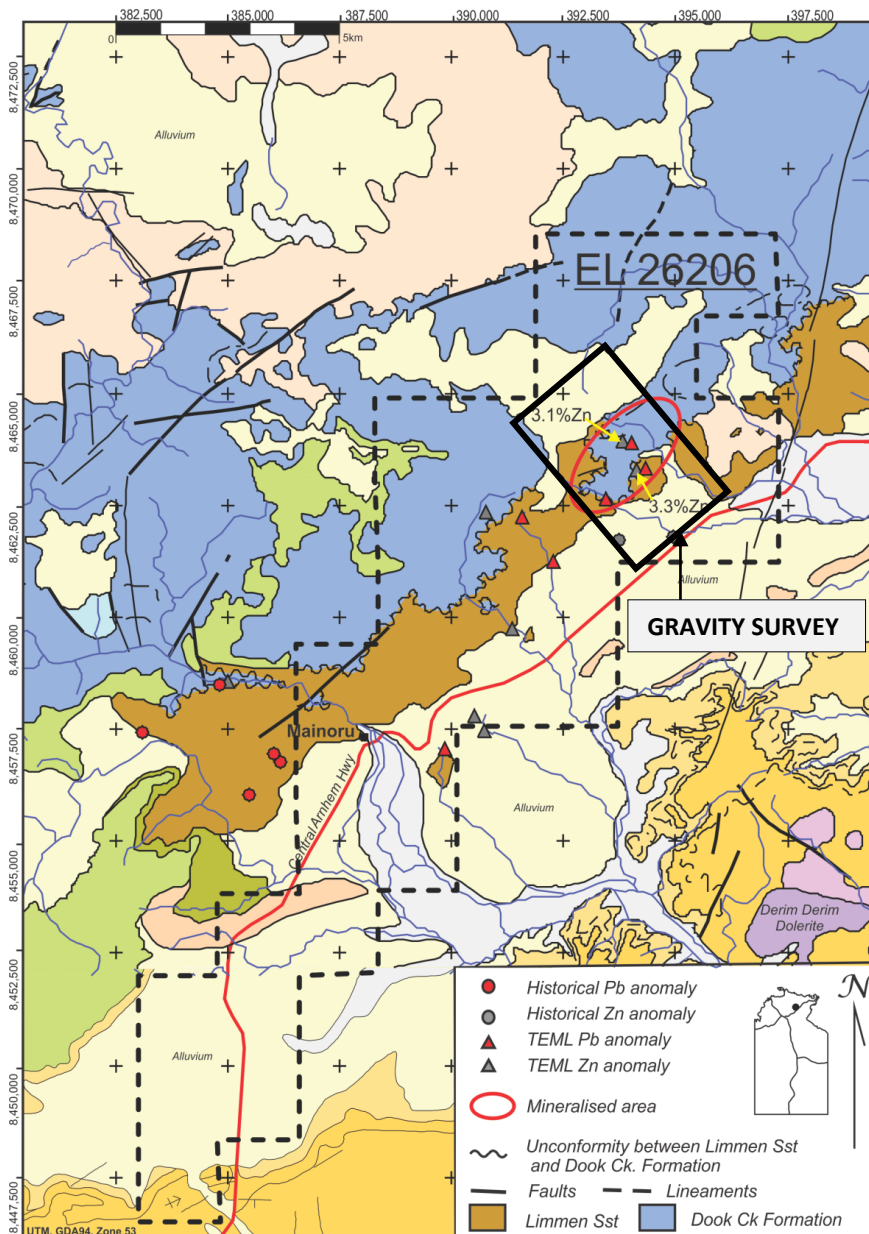 382,500 385,000 387,500 390,000 392,500 395,000 397,500
0 5km
8,472,500
Alluvium
8,470,000
EL 26206
8,467,500
8,465,000
3.1%Zn
3.3%Zn
8,462,500
Alluvium
GRAVITY SURVEY
8,460,000
Mainoru
8,457,500
Central Arnhem Hwy
Alluvium
8,455,000
Derim Derim
Dolerite
8,452,500
Alluvium
8,450,000
8,447,500
UTM, GDA94, Zone 53
Historical Pb anomaly
Historical Zn anomaly
TEML Pb anomaly
TEML Zn anomaly
Mineralised area
Unconformity between Limmen Sst
and Dook Ck. Formation
Faults Lineaments
Limmen Sst Dook Ck Formation
N